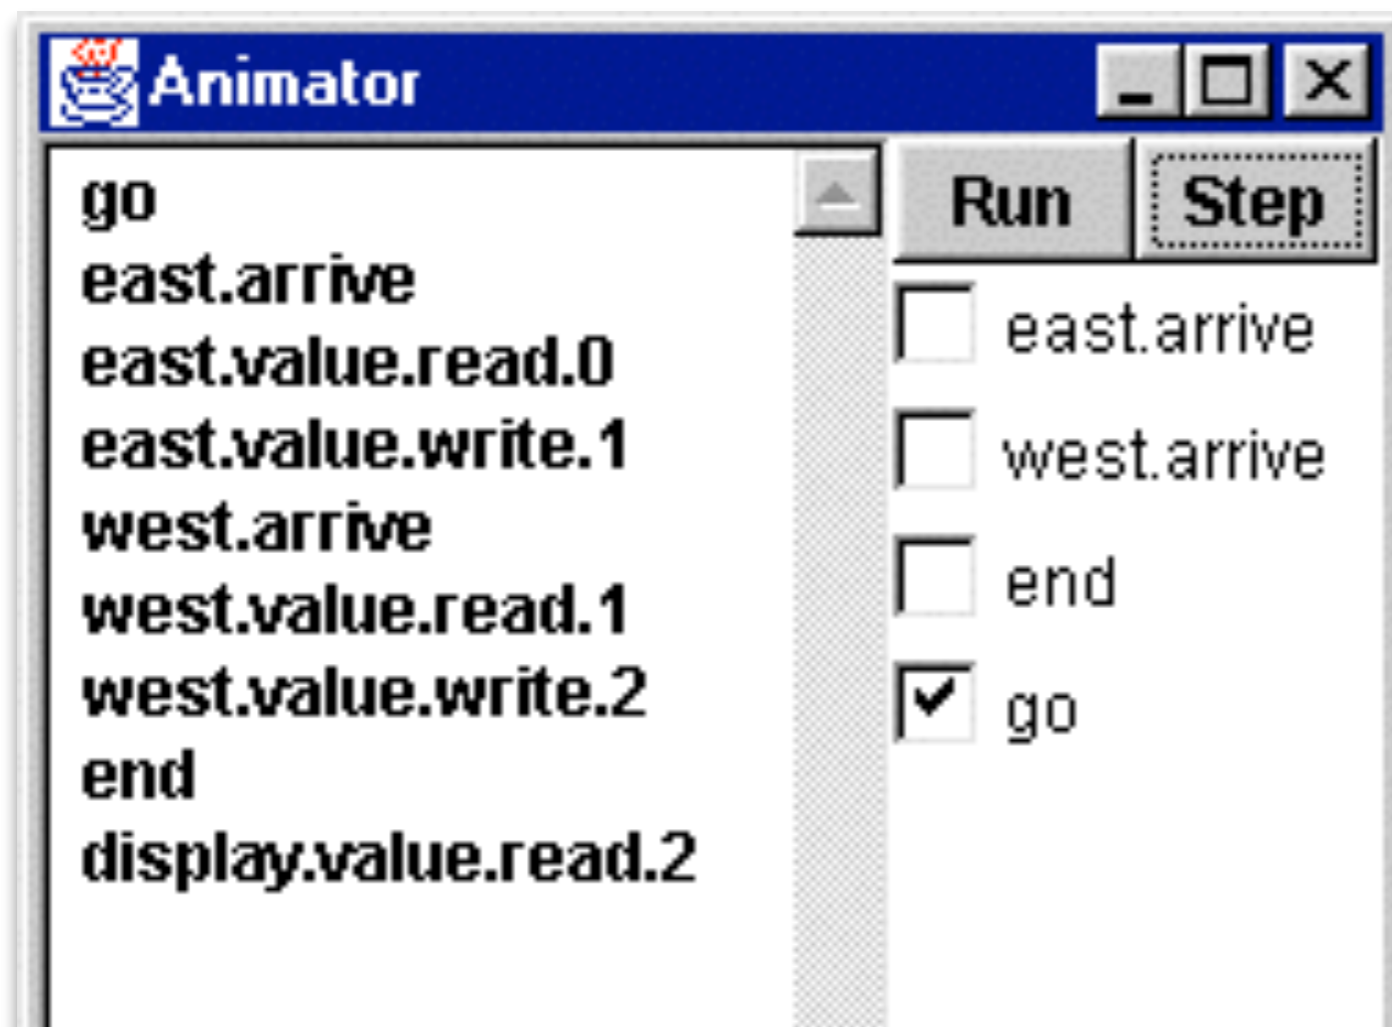 Animator
go
east.arrive
east.value.read.0
east.value.write.1
west.arrive
west.value.read.1
west.value.write.2
end
display.value.read.2
Run Step
east.arrive
west.arrive
end
go